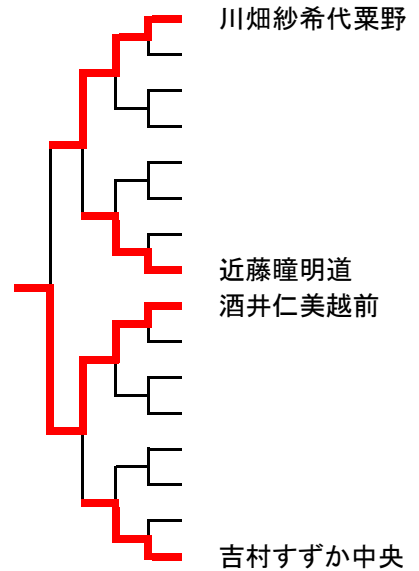 川畑紗希代粟野
近藤瞳明道
酒井仁美越前
吉村すずか中央